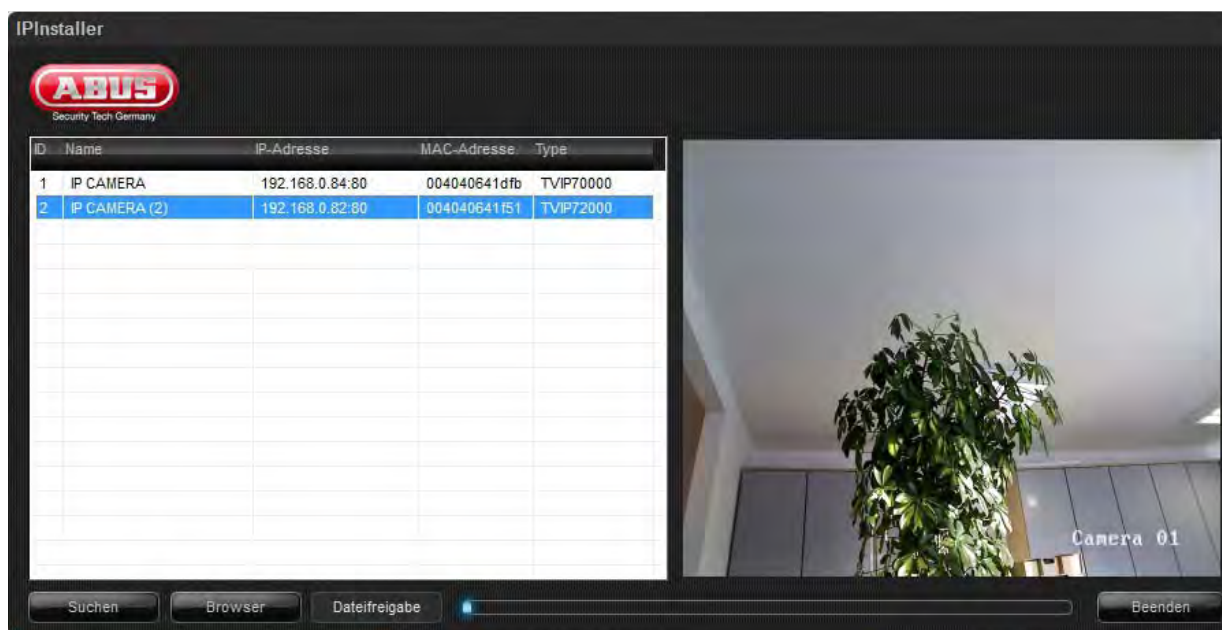 IPInstaller
ABUS
Security Tech Germany
ID Name IP-Adresse MAC-Adresse Type
1 IP CAMERA 192.168.0.84:80 004040641dfb TVIP70000
2 IP CAMERA (2) 192.168.0.82:80 004040641f51 TVIP72000
Camera 01
Suchen Browser Dateifreigabe Beenden